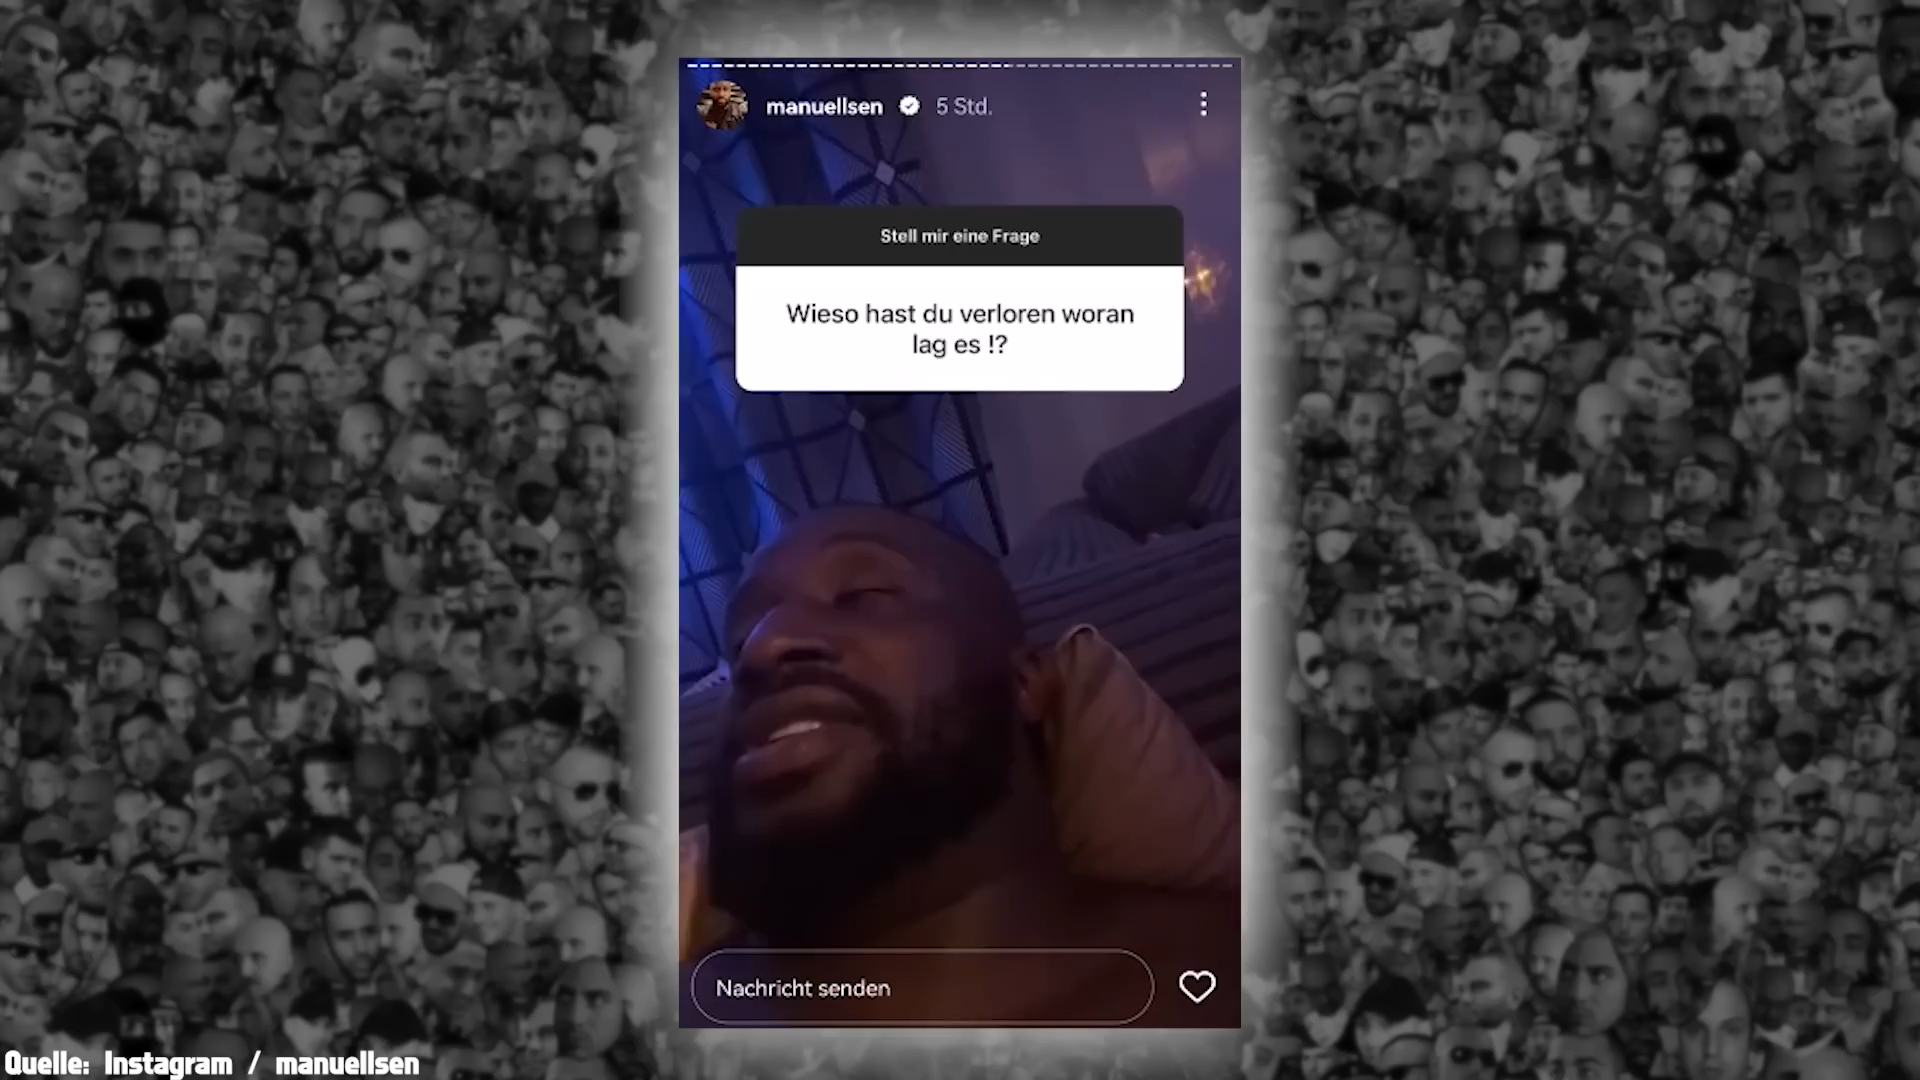 manuellsen 5 Std.
Stell mir eine Frage
Wieso hast du verloren woran
lag es !?
Nachricht senden
Quelle: Instagram / manuellsen